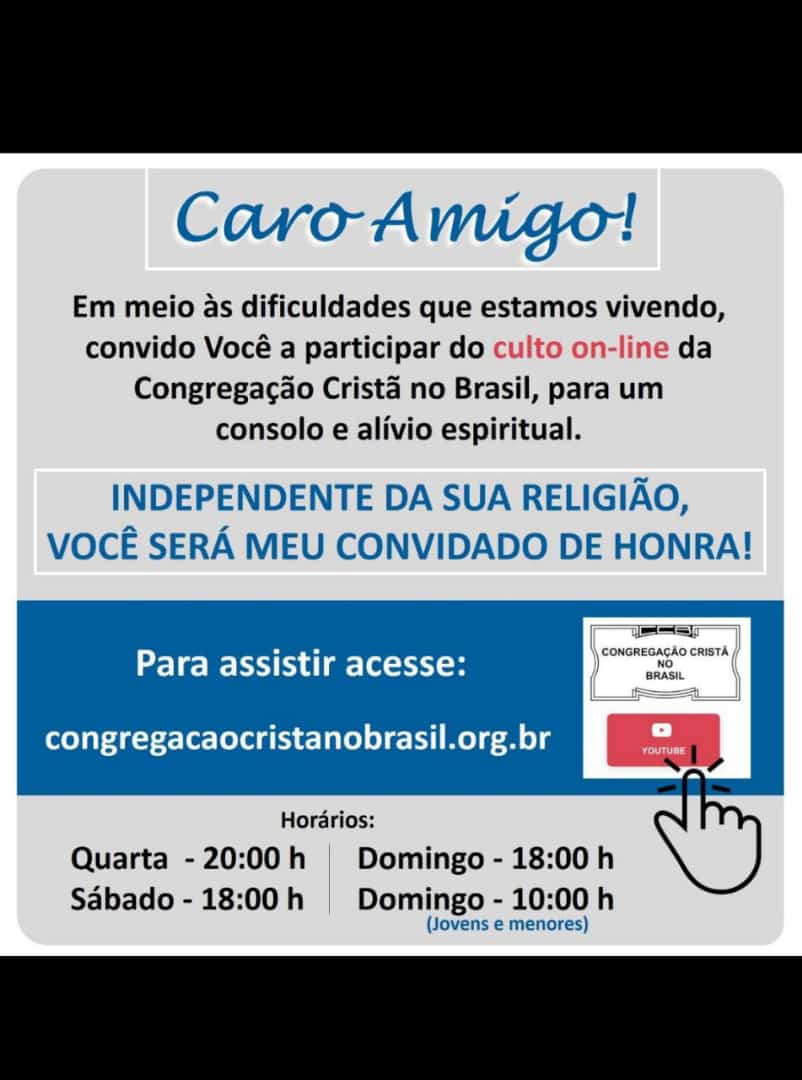 Caro Amigo!
Em meio às dificuldades que estamos vivendo,
convido Você a participar do culto on-line da
Congregação Cristã no Brasil, para um
consolo e alívio espiritual.
INDEPENDENTE DA SUA RELIGIÃO,
VOCÊ SERÁ MEU CONVIDADO DE HONRA!
Para assistir acesse:
congregacaocristanobrasil.org.br
CONGREGAÇÃO CRISTÃ
NO
BRASIL
YOUTUBE
Horários:
Quarta - 20:00 h
Sábado - 18:00 h
Domingo - 18:00 h
Domingo - 10:00 h
(Jovens e menores)